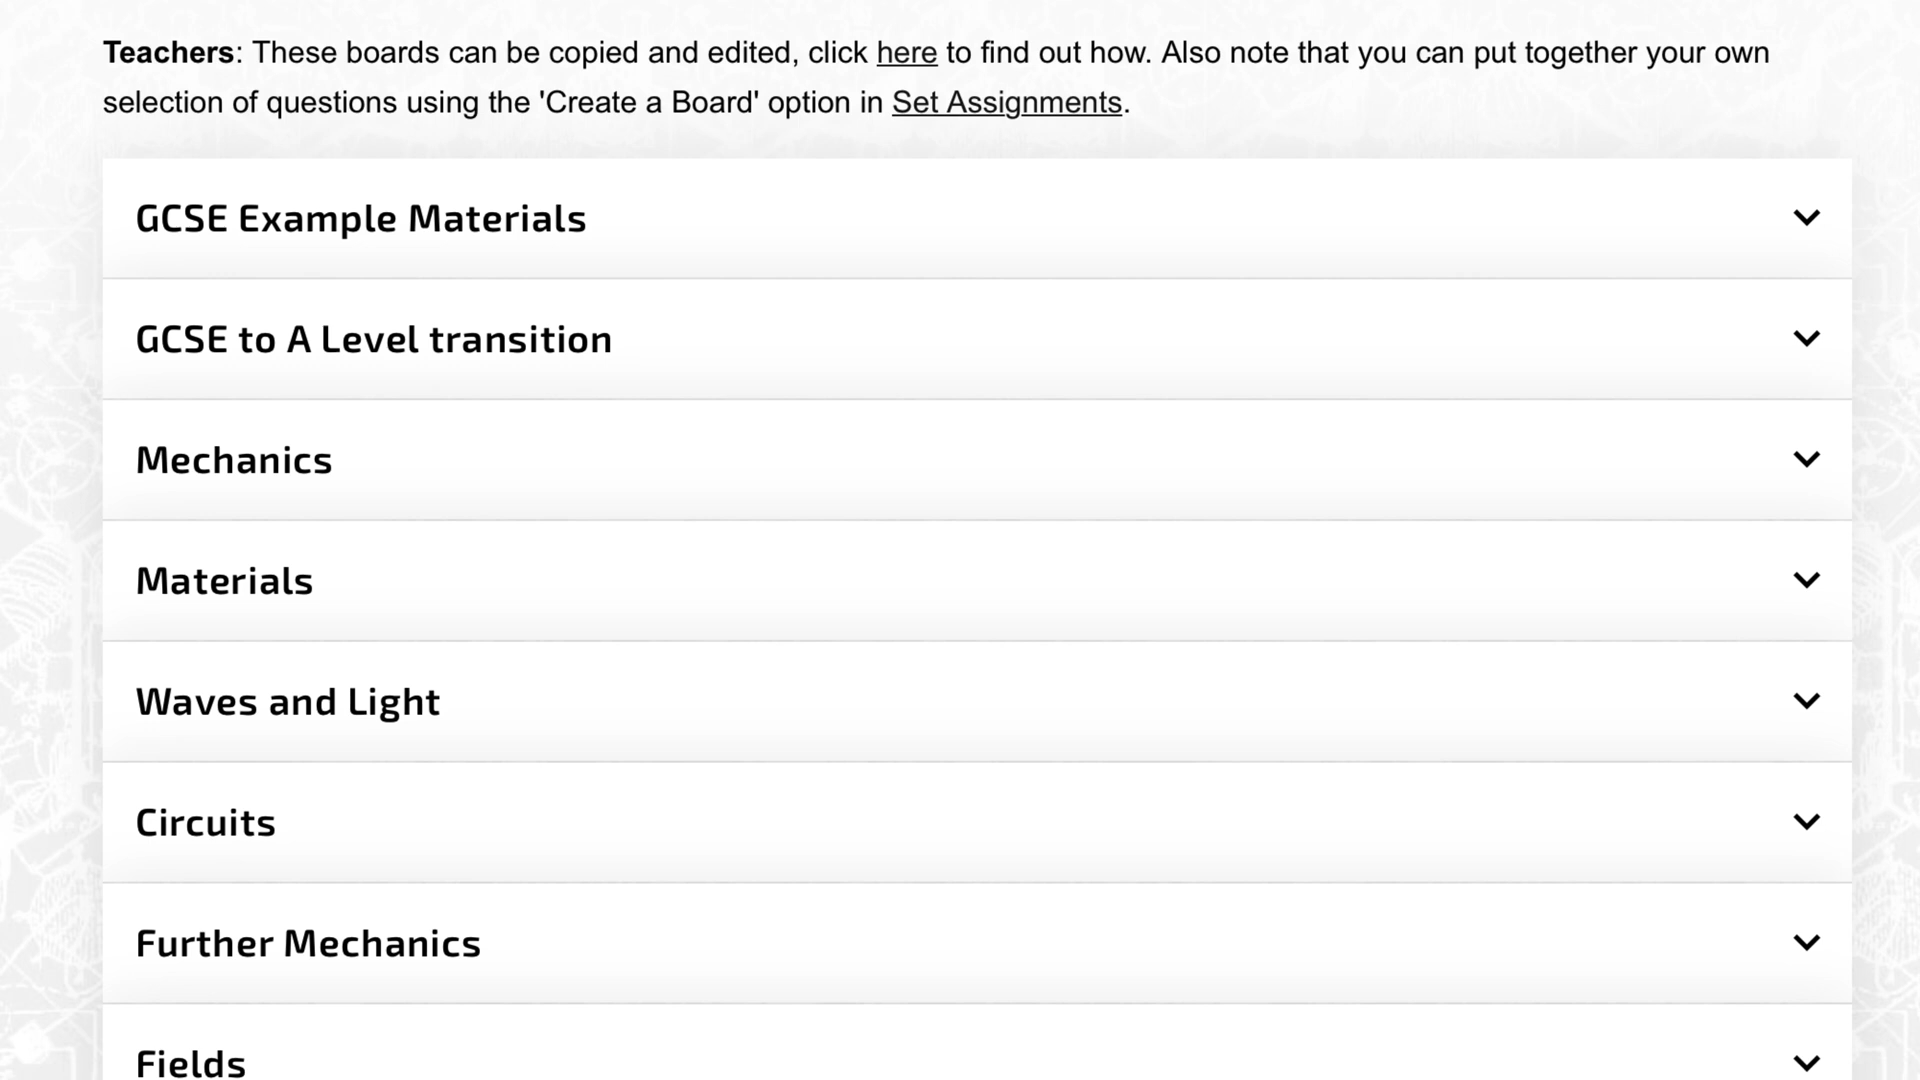 Teachers: These boards can be copied and edited, click here to find out how. Also note that you can put together your own
selection of questions using the 'Create a Board' option in Set Assignments.
GCSE Example Materials
GCSE to A Level transition
Mechanics
Materials
Waves and Light
Circuits
Further Mechanics
Fields